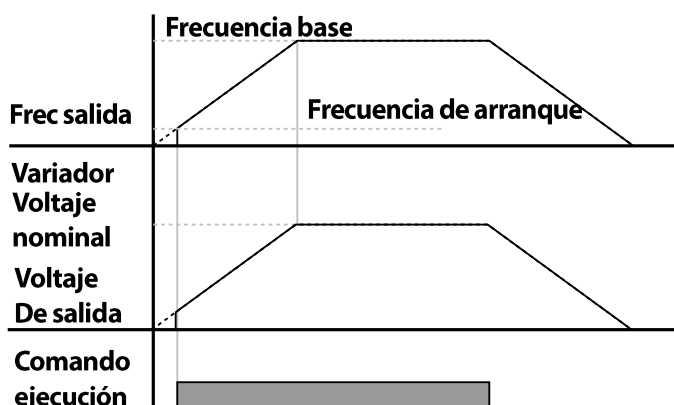 Frecuencia base
Frec salida
Frecuencia de arranque
Variador
Voltaje
nominal
Voltaje
De salida
Comando
ejecución